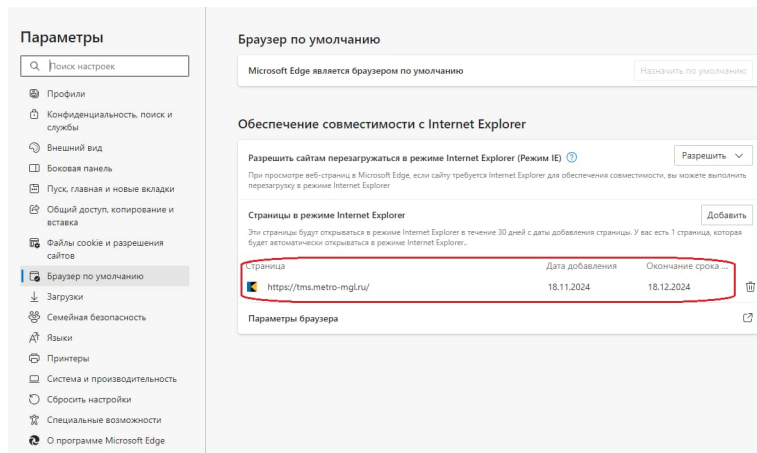 Параметры
Поиск настроек
Профили
Конфиденциальность, поиск и
службы
Внешний вид
Боковая панель
Пуск, главная и новые вкладки
Общий доступ, копирование и
вставка
Файлы cookie и разрешения
сайтов
Браузер по умолчанию
Загрузки
Семейная безопасность
Языки
Принтеры
Система и производительность
Сбросить настройки
Специальные возможности
О программе Microsoft Edge
Браузер по умолчанию
Microsoft Edge является браузером по умолчанию
Назначить по умолчанию
Обеспечение совместимости с Internet Explorer
Разрешить сайтам перезагружаться в режиме Internet Explorer (Режим IE)
Разрешить
При просмотре веб-страниц в Microsoft Edge, если сайту требуется Internet Explorer для обеспечения совместимости, вы можете выполнить
перезагрузку в режиме Internet Explorer
Страницы в режиме Internet Explorer
Добавить
Эти страницы будут открываться в режиме Internet Explorer в течение 30 дней с даты добавления страницы. У вас есть 1 страница, которая
будет автоматически открываться в режиме Internet Explorer..
Страница Дата добавления Окончание срока ...
https://tms.metro-mgl.ru/ 18.11.2024 18.12.2024
Параметры браузера